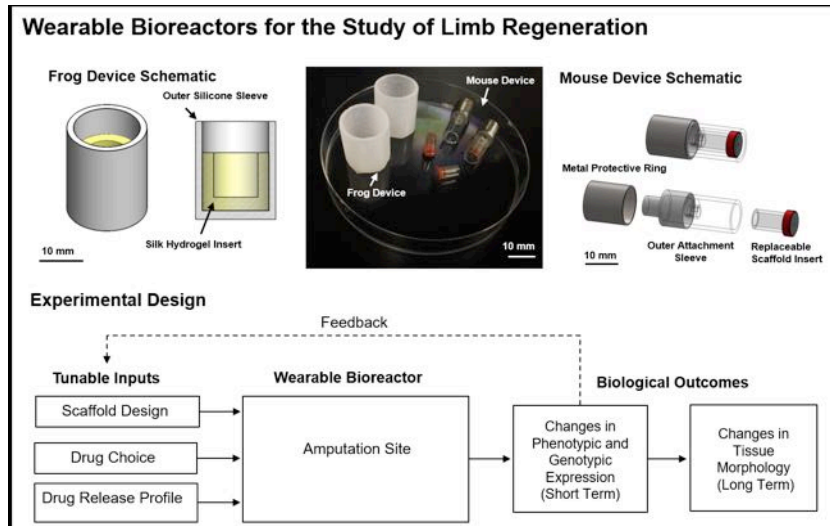 Wearable Bioreactors for the Study of Limb Regeneration
Frog Device Schematic
Outer Silicone Sleeve
Silk Hydrogel Insert
10 mm
Mouse Device
Frog Device
10 mm
Mouse Device Schematic
Metal Protective Ring
Outer Attachment
Sleeve
Replaceable
Scaffold Insert
10 mm
Experimental Design
Feedback
Tunable Inputs
Scaffold Design
Drug Choice
Drug Release Profile
Wearable Bioreactor
Amputation Site
Biological Outcomes
Changes in
Phenotypic and
Genotypic
Expression
(Short Term)
Changes in
Tissue
Morphology
(Long Term)